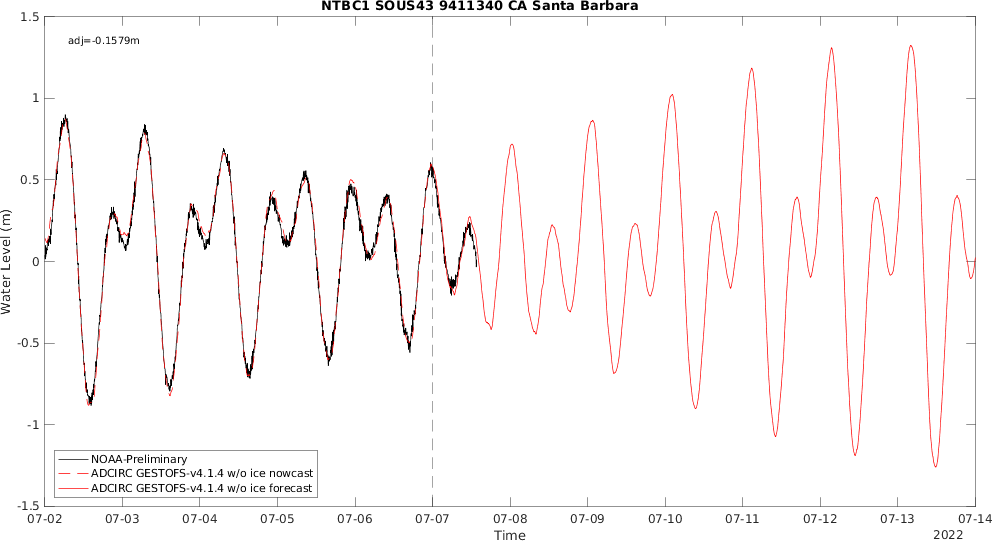 NTBC1 SOUS43 9411340 CA Santa Barbara
adj=-0.1579m
1.5
1
0.5
0
-0.5
-1
-1.5
Water Level (m)
NOAA-Preliminary
ADCIRC GESTOFS-v4.1.4 w/o ice nowcast
ADCIRC GESTOFS-v4.1.4 w/o ice forecast
07-02 07-03 07-04 07-05 07-06 07-07 07-08 07-09 07-10 07-11 07-12 07-13 07-14
Time
2022